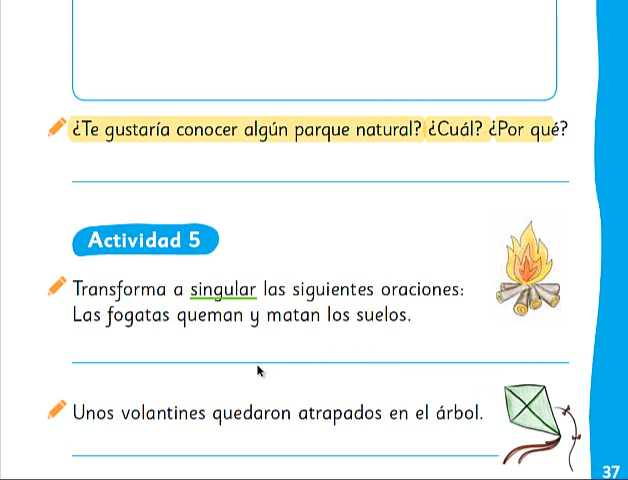 ¿Te gustaría conocer algún parque natural? ¿Cuál? ¿Por qué?
Actividad 5
Transforma a singular las siguientes oraciones:
Las fogatas queman y matan los suelos.
Unos volantines quedaron atrapados en el árbol.
37